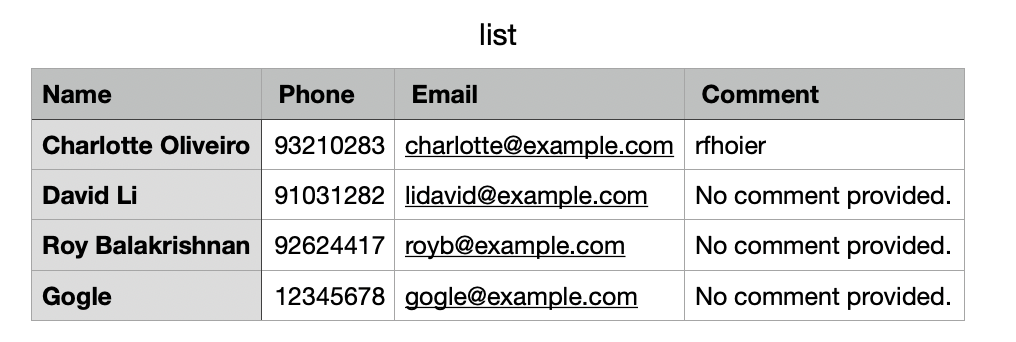 list
Name Phone Email Comment
Charlotte Oliveiro 93210283 charlotte@example.com rfhoier
David Li 91031282 lidavid@example.com No comment provided.
Roy Balakrishnan 92624417 royb@example.com No comment provided.
Gogle 12345678 gogle@example.com No comment provided.